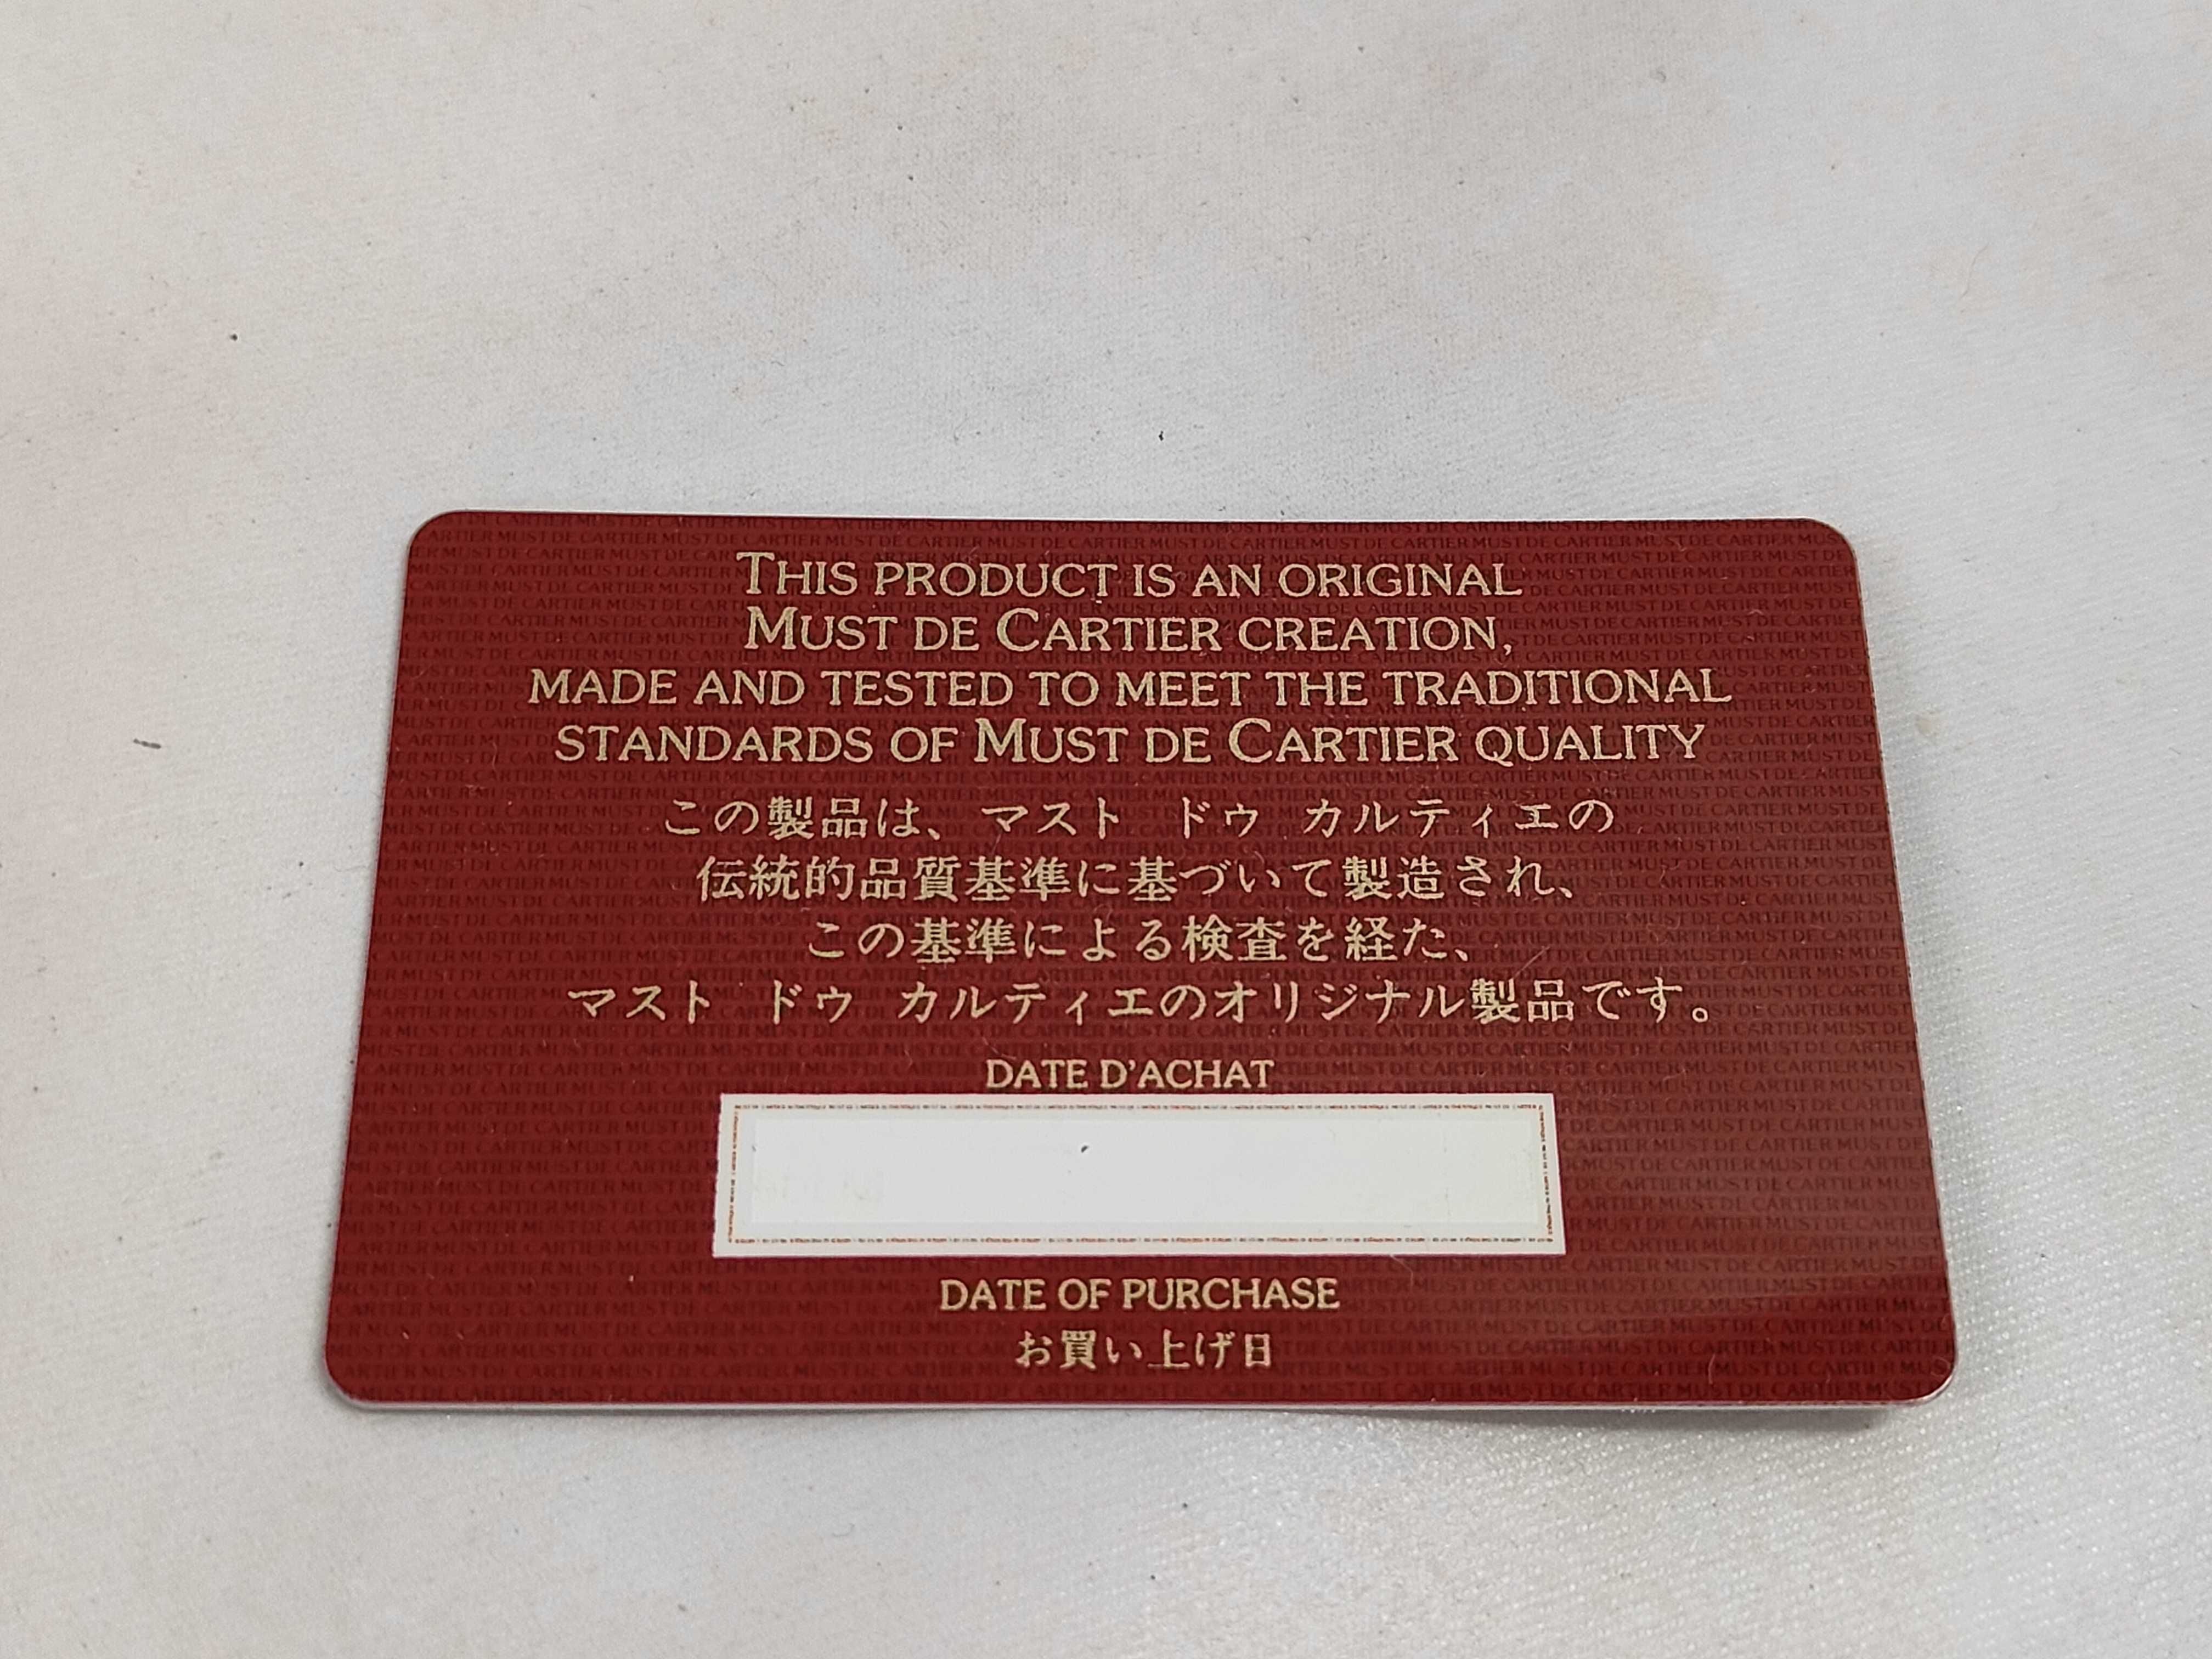 THIS PRODUCT IS AN ORIGINAL
MUST DE CARTIER CREATION,
MADE AND TESTED TO MEET THE TRADITIONAL
STANDARDS OF MUST DE CARTIER QUALITY
この製品は、マスト ドゥ カルティエの
伝統的品質基準に基づいて製造され、
この基準による検査を経た、
マスト ドゥ カルティエのオリジナル製品です。
DATE D'ACHAT
DATE OF PURCHASE
お買い上げ日